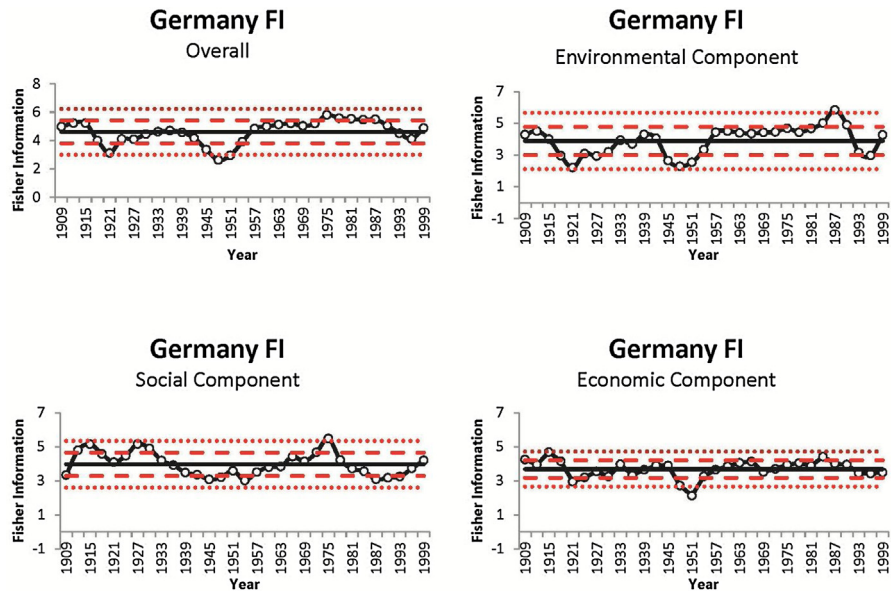 Germany FI
Overall
Fisher Information
8
6
4
2
0
1909 1915 1921 1927 1933 1939 1945 1951 1957 1963 1969 1975 1981 1987 1993 1999
Year
Germany FI
Environmental Component
Fisher Information
7
5
3
1
-1
1909 1915 1921 1927 1933 1939 1945 1951 1957 1963 1969 1975 1981 1987 1993 1999
Year
Germany FI
Social Component
Fisher Information
7
5
3
1
-1
1909 1915 1921 1927 1933 1939 1945 1951 1957 1963 1969 1975 1981 1987 1993 1999
Year
Germany FI
Economic Component
Fisher Information
7
5
3
1
-1
1909 1915 1921 1927 1933 1939 1945 1951 1957 1963 1969 1975 1981 1987 1993 1999
Year